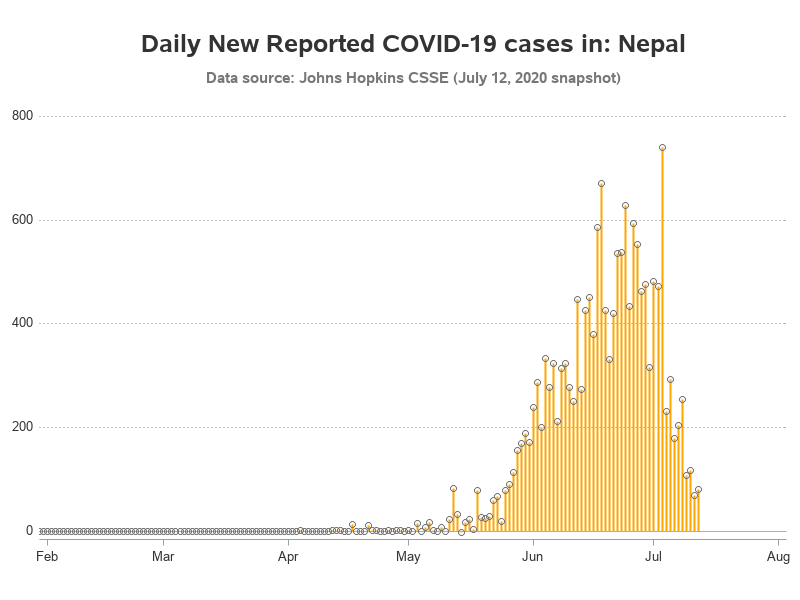 Daily New Reported COVID-19 cases in: Nepal
Data source: Johns Hopkins CSSE (July 12, 2020 snapshot)
800
600
400
200
0
Feb Mar Apr May Jun Jul Aug